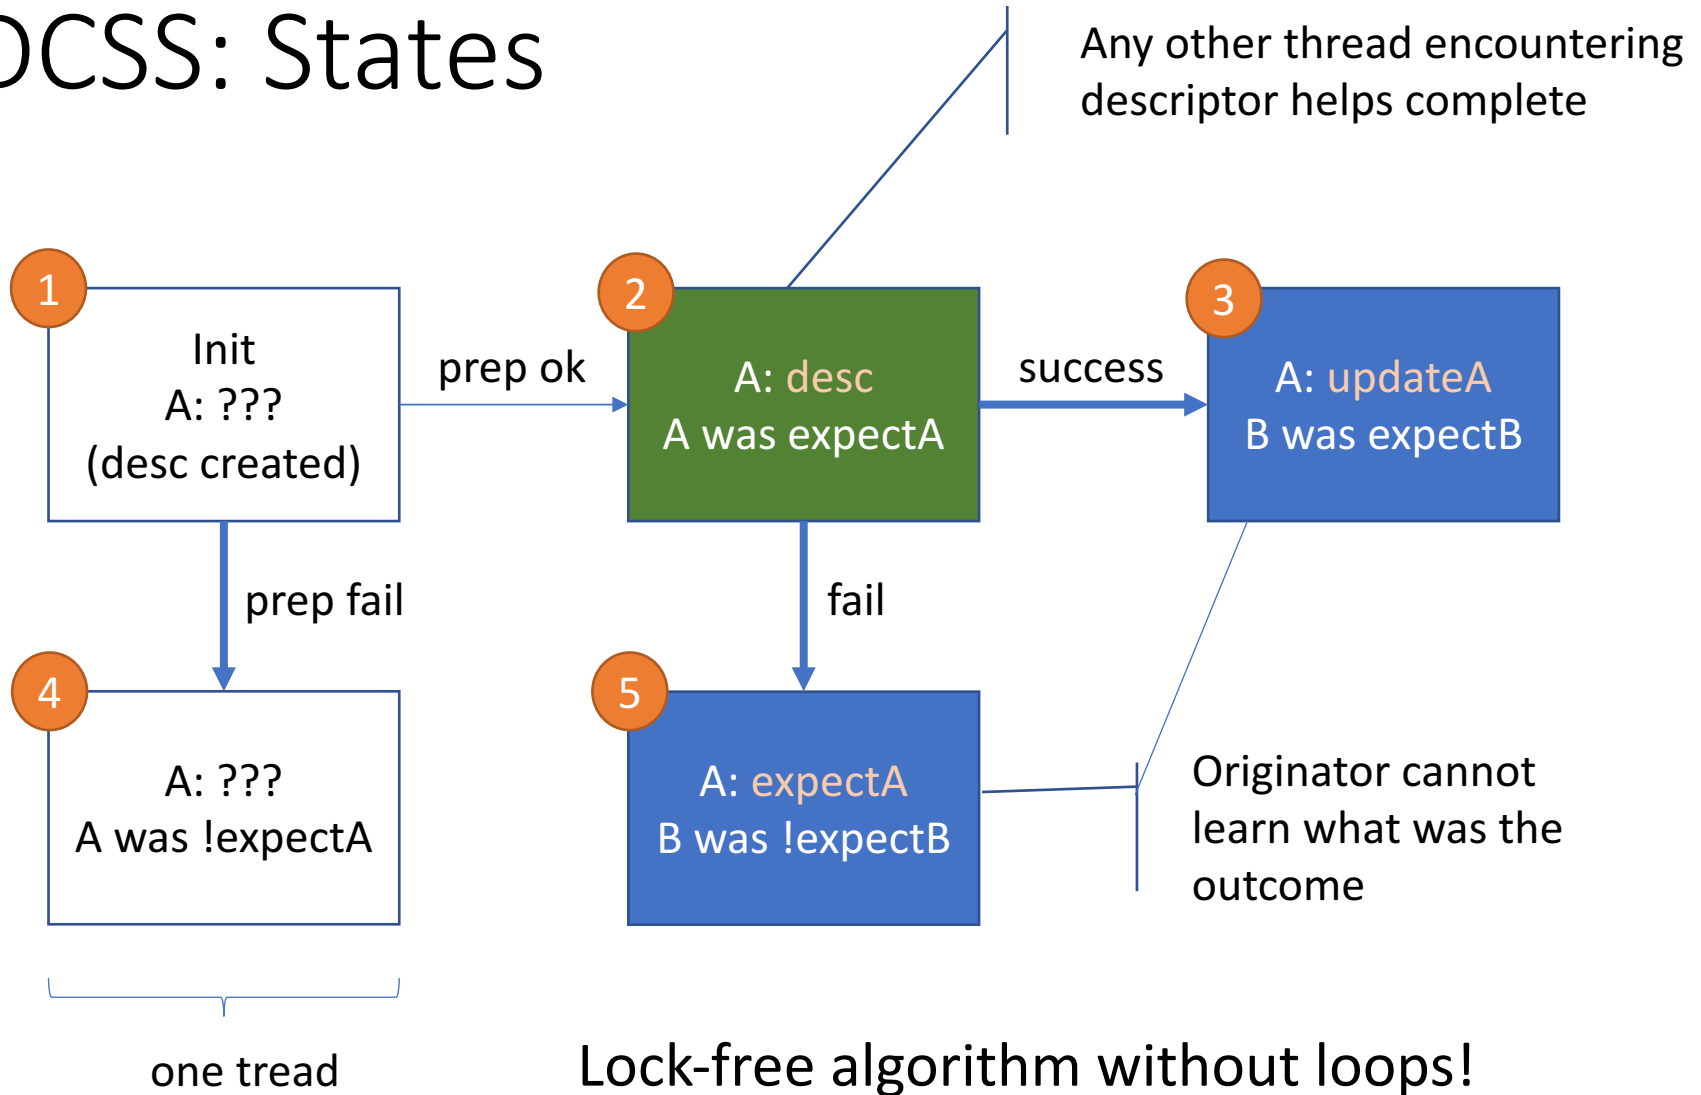 DCSS: States
Any other thread encountering
descriptor helps complete
1
Init
A: ???
(desc created)
prep ok
2
A: desc
A was expectA
success
3
A: updateA
B was expectB
prep fail
fail
4
A: ???
A was !expectA
5
A: expectA
B was !expectB
Originator cannot
learn what was the
outcome
one tread
Lock-free algorithm without loops!